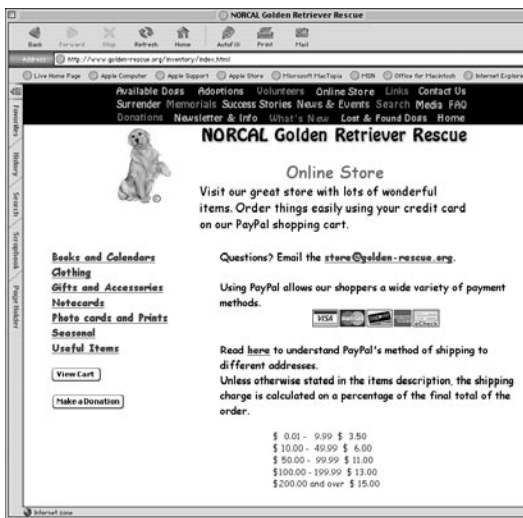 NORCAL Golden Retriever Rescue
Back Forward Stop Refresh Home AutoFill Print Mail
Address http://www.golden-rescue.org/inventory/index.html
Live Home Page Apple Computer Apple Support Apple Store Microsoft MacTopia MSN Office for Macintosh Internet Explore
Favorites
History
Search
Scrapbook
Page Holder
Available Dogs Adoptions Volunteers Online Store Links Contact Us
Surrender Memorials Success Stories News & Events Search Media FAQ
Donations Newsletter & Info What's New Lost & Found Dogs Home
NORCAL Golden Retriever Rescue
©
Online Store
Visit our great store with lots of wonderful
items. Order things easily using your credit card
on our PayPal shopping cart.
Books and Calendars
Clothing
Gifts and Accessories
Notecards
Photo cards and Prints
Seasonal
Useful Items
View Cart
Make a Donation
Questions? Email the store@golden-rescue.org.
Using PayPal allows our shoppers a wide variety of payment
methods.
VISA eCheck
Read here to understand PayPal's method of shipping to
different addresses.
Unless otherwise stated in the items description, the shipping
charge is calculated on a percentage of the final total of the
order.
$ 0.01 - 9.99 $ 3.50
$ 10.00 - 49.99 $ 6.00
$ 50.00 - 99.99 $ 11.00
$100.00 - 199.99 $ 13.00
$200.00 and over $ 15.00
Internet zone